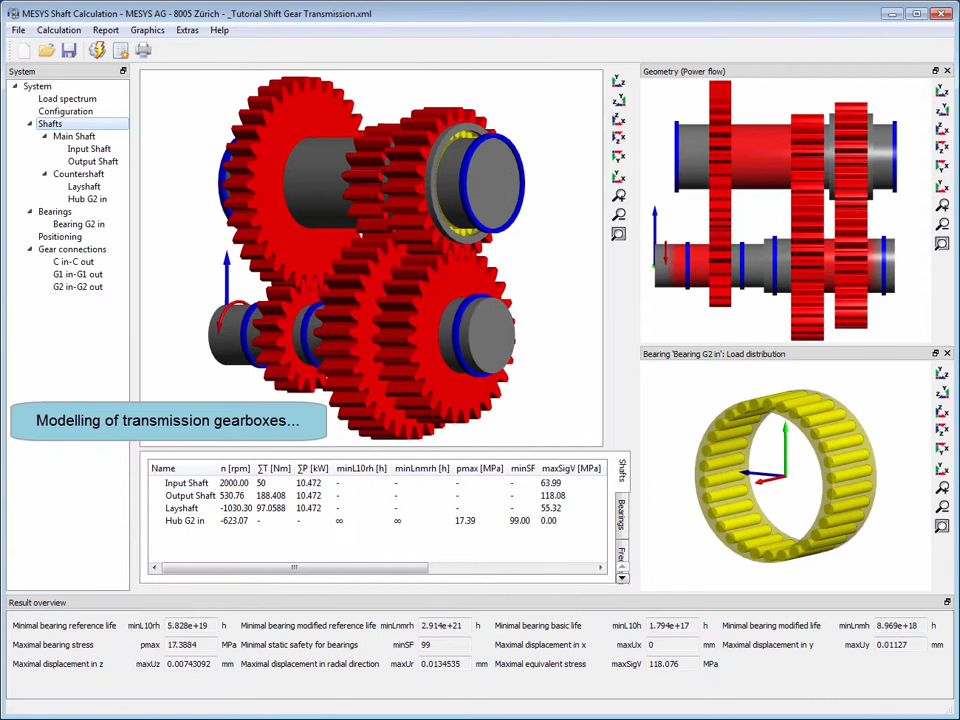 MESYS Shaft Calculation - MESYS AG - 8005 Zürich - _Tutorial Shift Gear Transmission.xml
File Calculation Report Graphics Extras Help
System
System
Load spectrum
Configuration
Shafts
Main Shaft
Input Shaft
Output Shaft
Countershaft
Layshaft
Hub G2 in
Bearings
Bearing G2 in
Positioning
Gear connections
C in-C out
G1 in-G1 out
G2 in-G2 out
Modelling of transmission gearboxes...
Geometry (Power flow)
Bearing 'Bearing G2 in': Load distribution
Name n [rpm] ∑T [Nm] ∑P [kW] minL10rh [h] minLnmrh [h] pmax [MPa] minSF maxSigV [MPa]
Input Shaft 2000.00 50 10.472 - - - - 63.99
Output Shaft 530.76 188.408 10.472 - - - - 118.08
Layshaft -1030.30 97.0588 10.472 - - - - 55.32
Hub G2 in -623.07 - - ∞ ∞ 17.39 99.00 0.00
Shafts
Bearings
Result overview
Minimal bearing reference life minL10rh 5.828e+19 h Minimal bearing modified reference life minLnmrh 2.914e+21 h Minimal bearing basic life minL10h 1.794e+17 h Minimal bearing modified life minLnmh 8.969e+18 h
Maximal bearing stress pmax 17.3884 MPa Minimal static safety for bearings minSF 99 Maximal displacement in x maxUx 0 mm Maximal displacement in y maxUy 0.01127 mm
Maximal displacement in z maxUz 0.00743092 mm Maximal displacement in radial direction maxUr 0.0134535 mm Maximal equivalent stress maxSigV 118.076 MPa